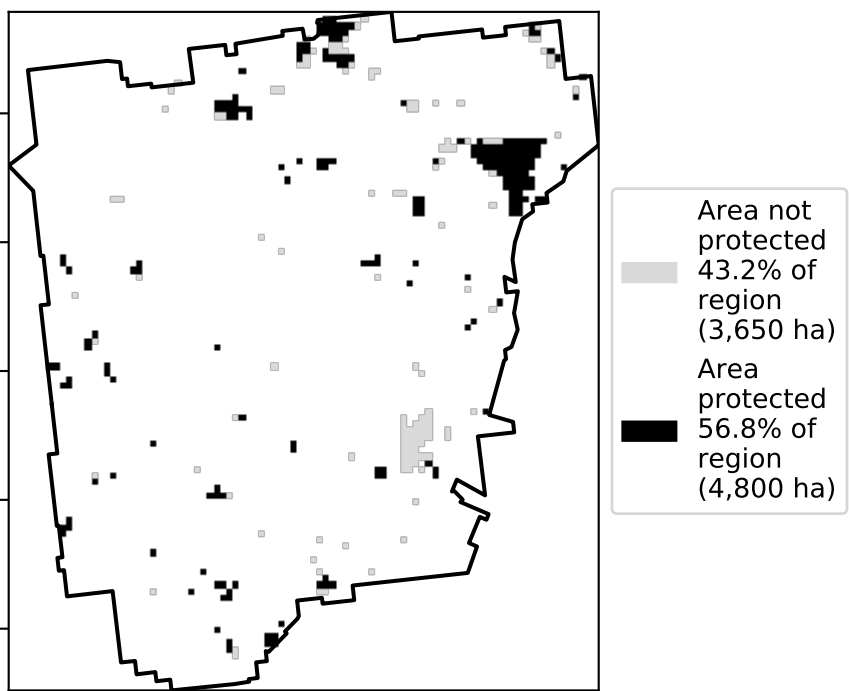 Area not
protected
43.2% of
region
(3,650 ha)
Area
protected
56.8% of
region
(4,800 ha)